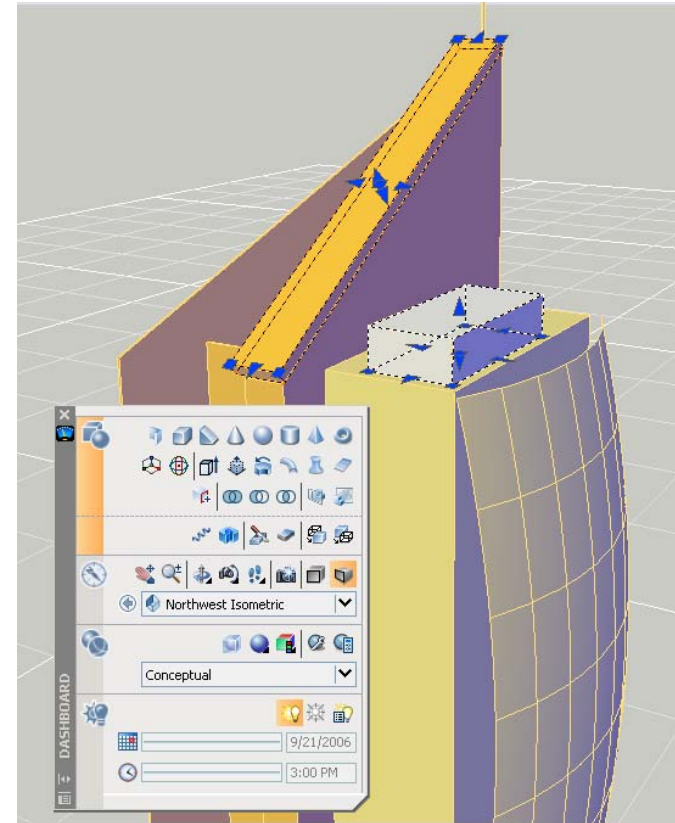 Northwest Isometric
Conceptual
9/21/2006
3:00 PM
DASHBOARD